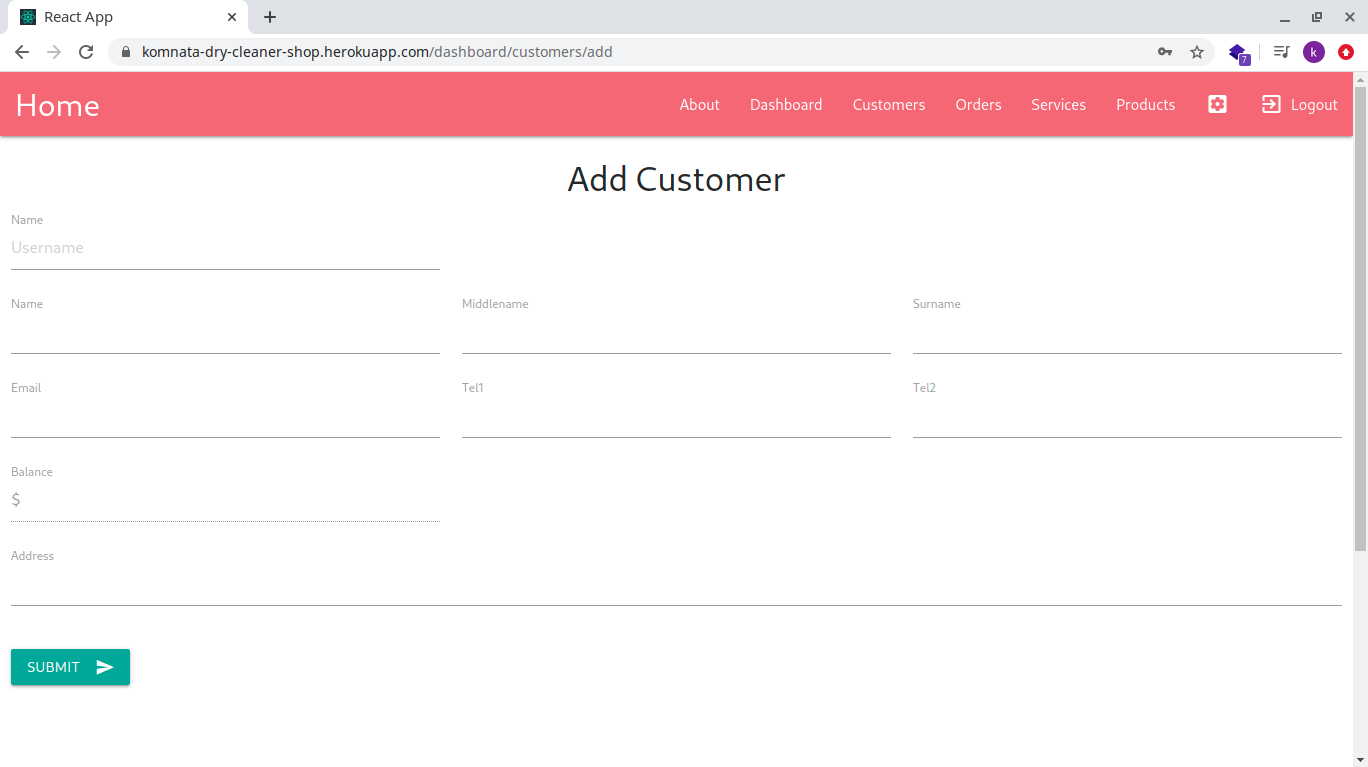 React App
komnata-dry-cleaner-shop.herokuapp.com/dashboard/customers/add
7
k
Home About Dashboard Customers Orders Services Products Logout
Add Customer
Name
Username
Name Middlename Surname
Email Tel1 Tel2
Balance
$
Address
SUBMIT